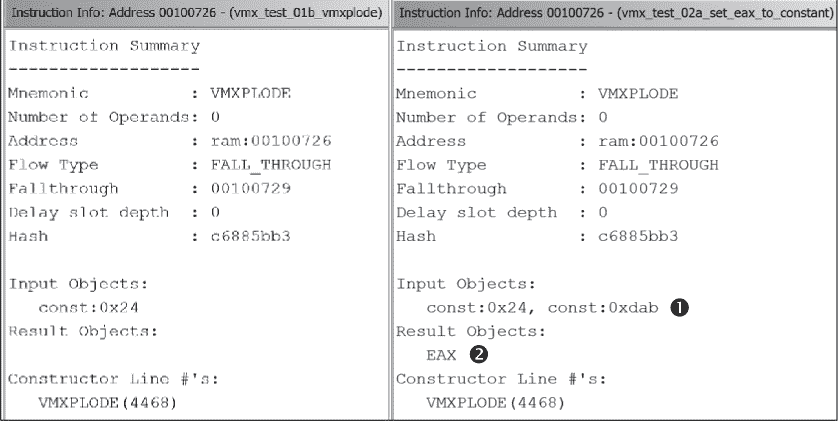 Instruction Info: Address 00100726 - (vmx_test_01b_vmxplode)
Instruction Summary
-------------------
Mnemonic : VMXPLODE
Number of Operands: 0
Address : ram:00100726
Flow Type : FALL_THROUGH
Fallthrough : 00100729
Delay slot depth : 0
Hash : c6885bb3
Input Objects:
const:0x24
Result Objects:
Constructor Line #'s:
VMXPLODE(4468)
Instruction Info: Address 00100726 - (vmx_test_02a_set_eax_to_constant)
Instruction Summary
-------------------
Mnemonic : VMXPLODE
Number of Operands: 0
Address : ram:00100726
Flow Type : FALL_THROUGH
Fallthrough : 00100729
Delay slot depth : 0
Hash : c6885bb3
Input Objects:
const:0x24, const:0xdab ❶
Result Objects:
EAX ❷
Constructor Line #'s:
VMXPLODE(4468)